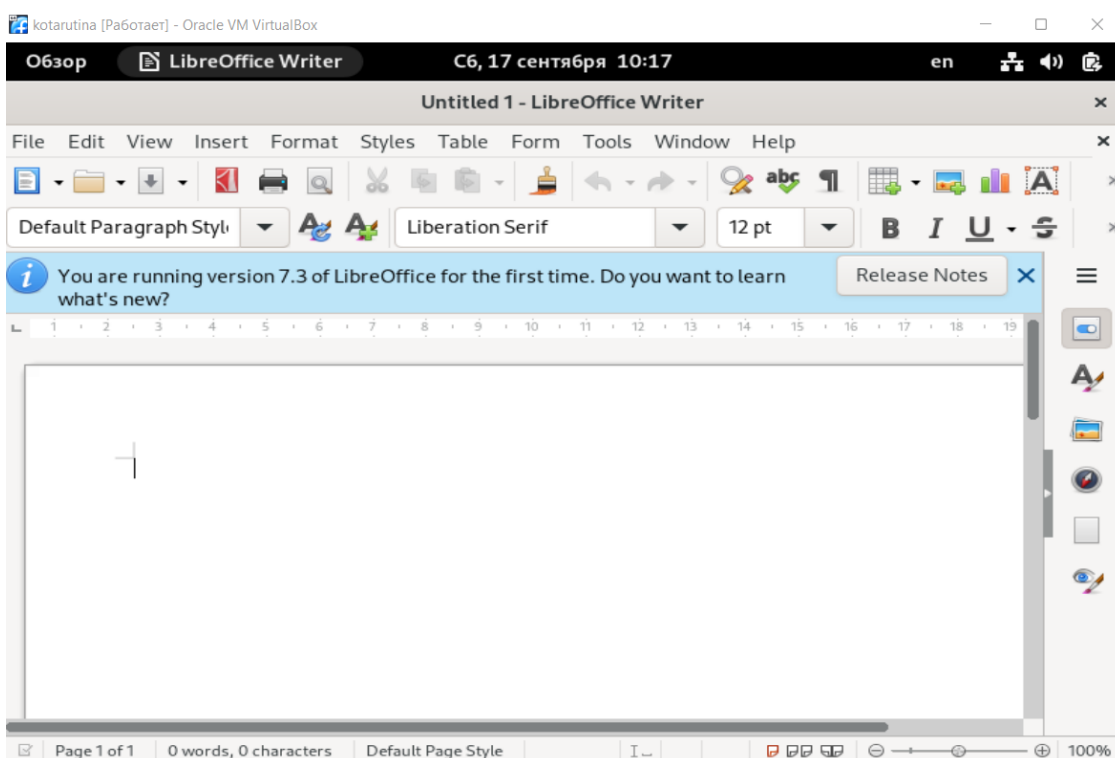 kotarutina [Работает] - Oracle VM VirtualBox
Обзор LibreOffice Writer Сб, 17 сентября 10:17 en
Untitled 1 - LibreOffice Writer
File Edit View Insert Format Styles Table Form Tools Window Help
abc A
Default Paragraph Styl Liberation Serif 12 pt B I U S
You are running version 7.3 of LibreOffice for the first time. Do you want to learn Release Notes
what's new?
1 2 3 4 5 6 7 8 9 10 11 12 13 14 15 16 17 18 19
Page 1 of 1 0 words, 0 characters Default Page Style 100%